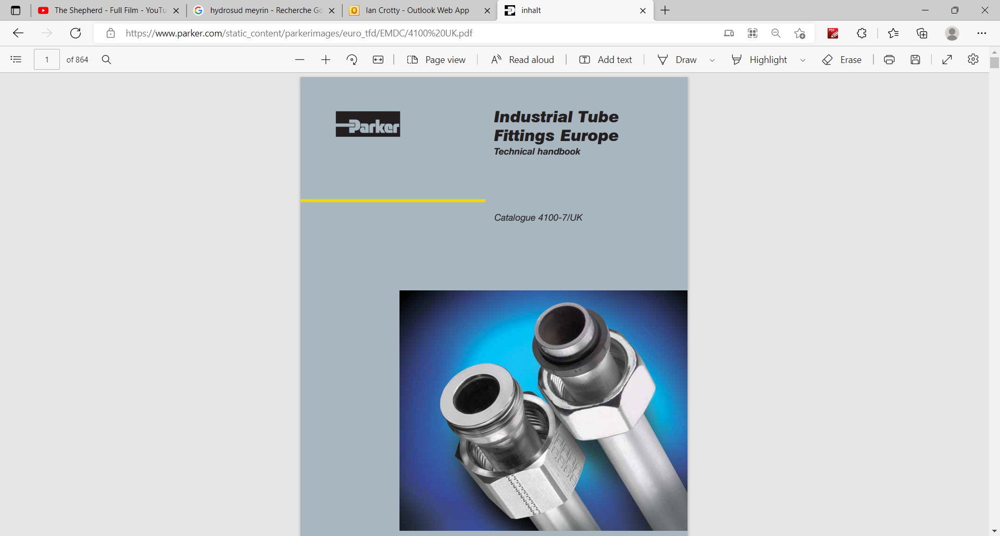 The Shepherd - Full Film - YouTu
hydrosud meyrin - Recherche Go
Ian Crotty - Outlook Web App
inhalt
https://www.parker.com/static_content/parkerimages/euro_tfd/EMDC/4100%20UK.pdf
PDF
1 of 864
Page view
A Read aloud
T Add text
Draw
Highlight
Erase
Parker
Industrial Tube
Fittings Europe
Technical handbook
Catalogue 4100-7/UK